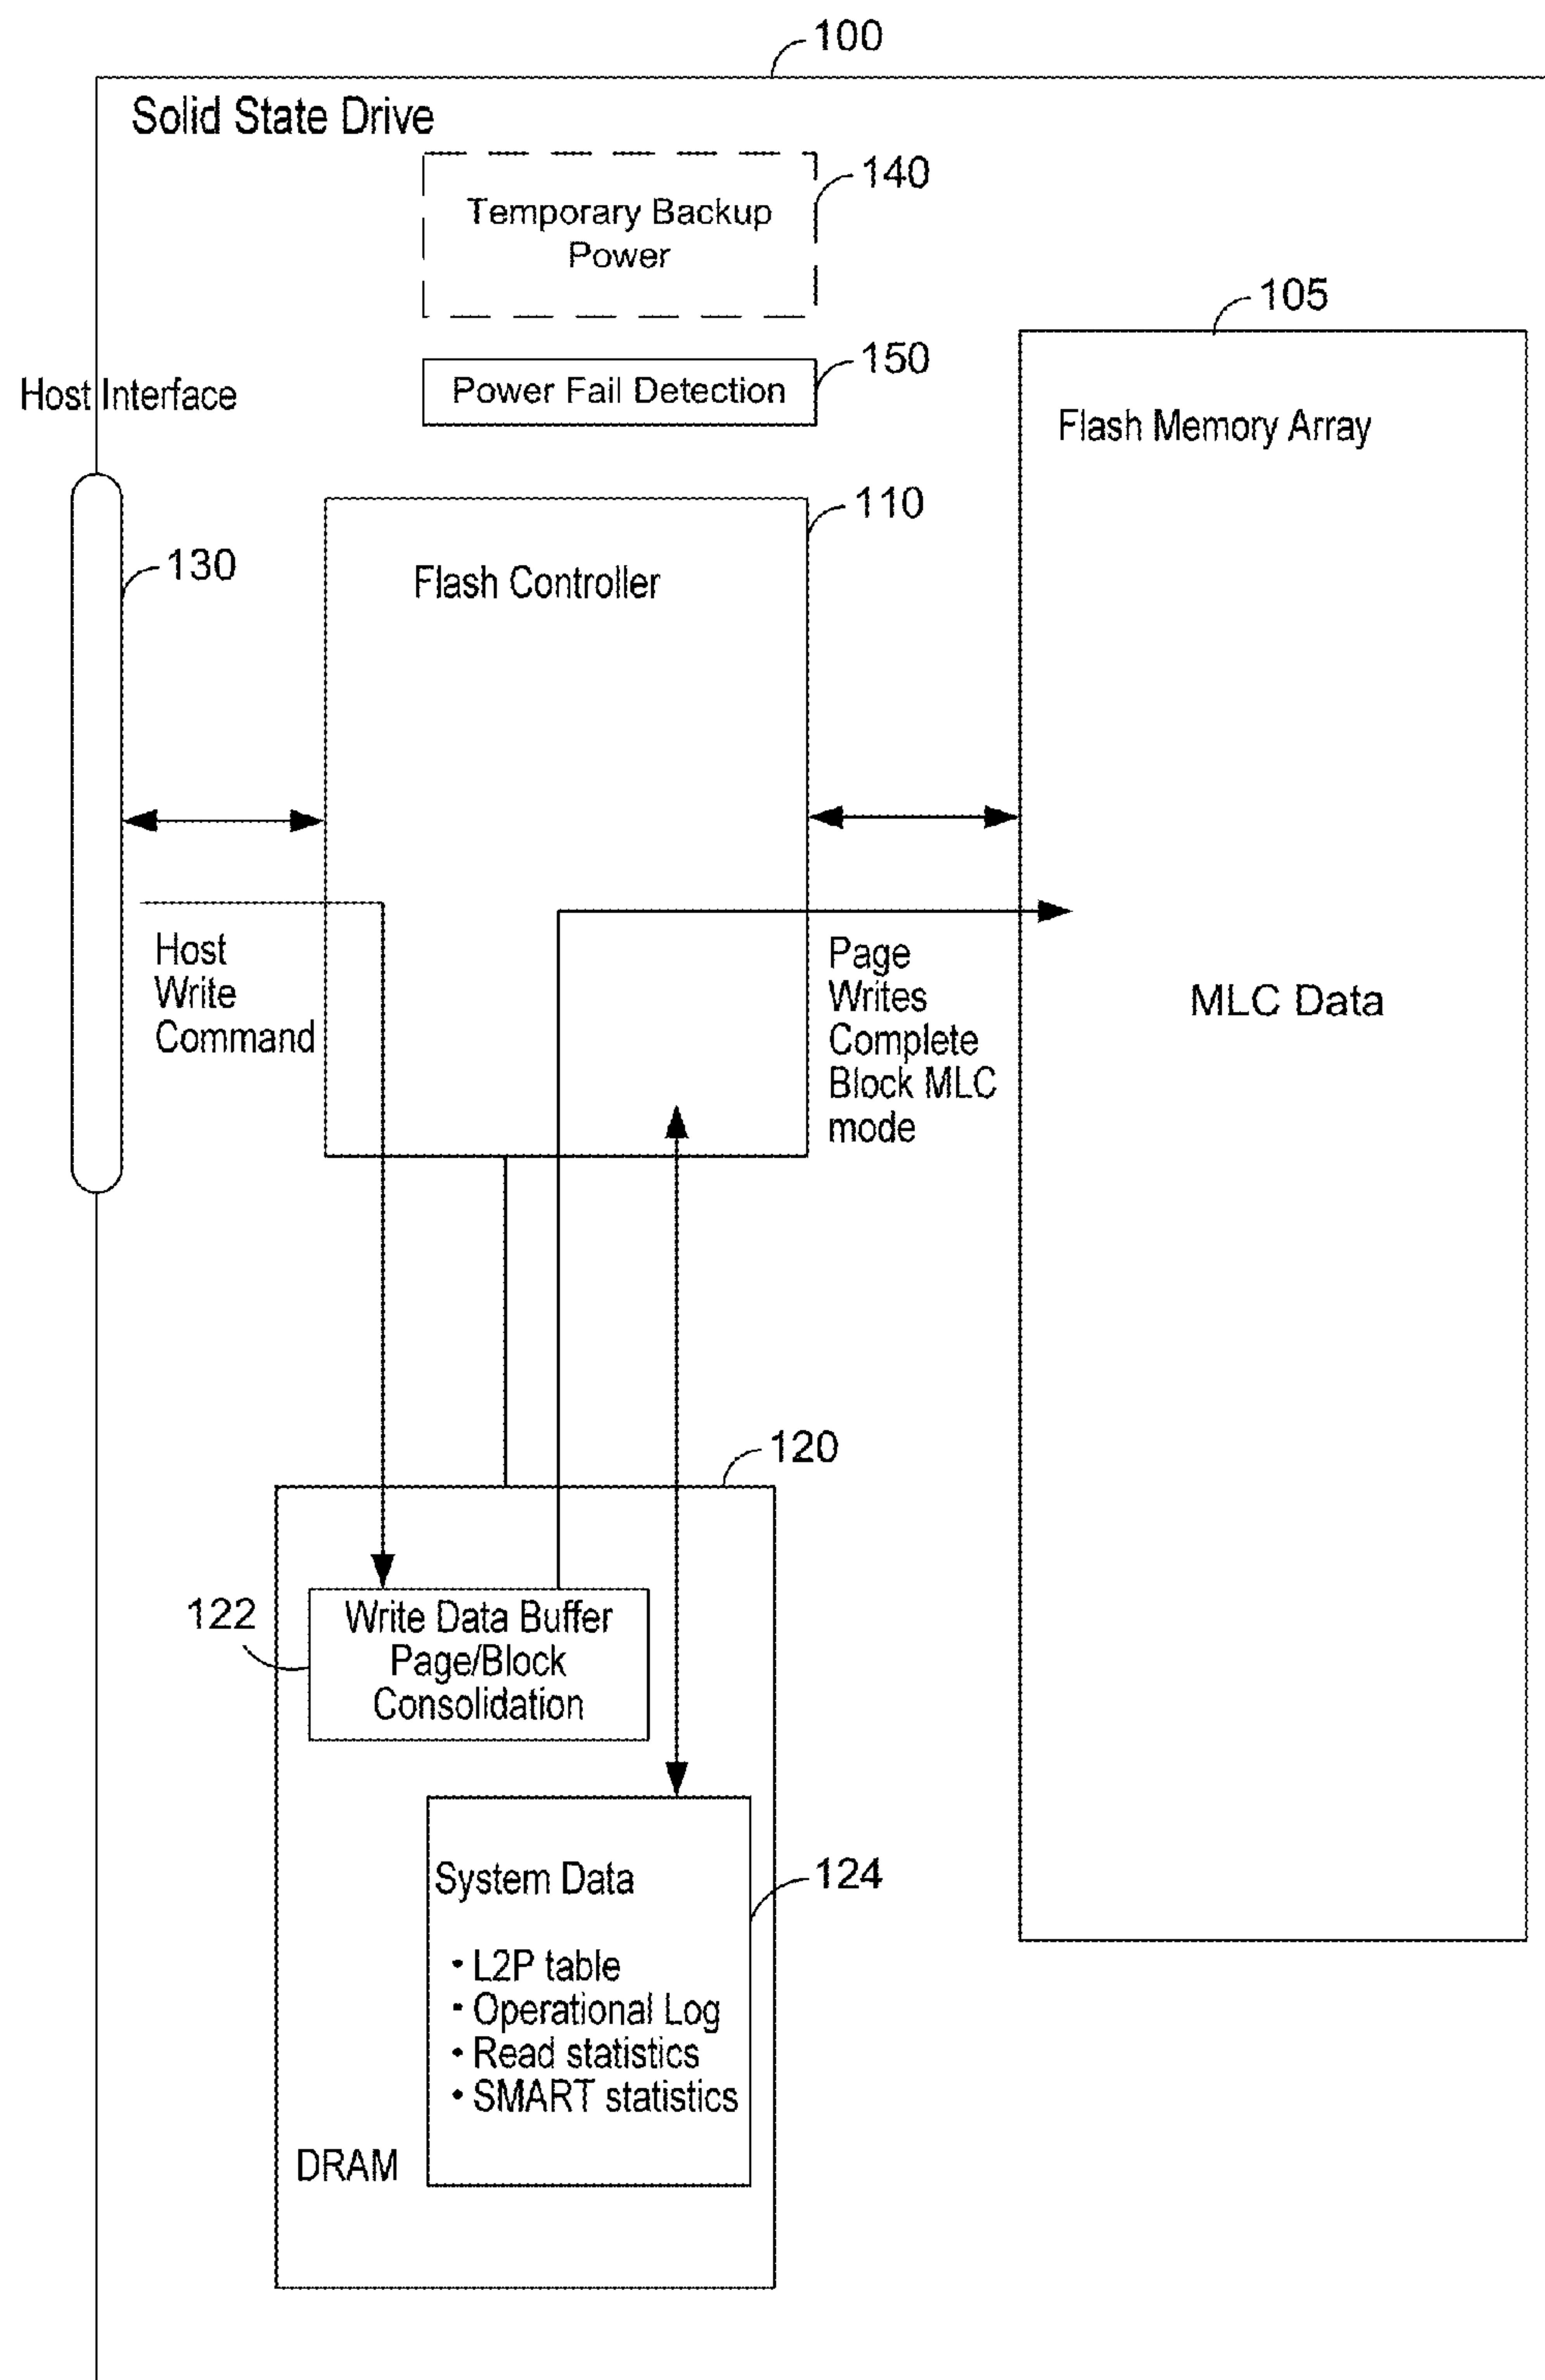 100
Solid State Drive
140
Temporary Backup
Power
105
150
Power Fail Detection
Host Interface
Flash Memory Array
110
130
Flash Controller
Host
Write
Command
Page
Writes
Complete
Block MLC
mode
MLC Data
120
122
Write Data Buffer
Page/Block
Consolidation
124
System Data
• L2P table
• Operational Log
• Read statistics
• SMART statistics
DRAM